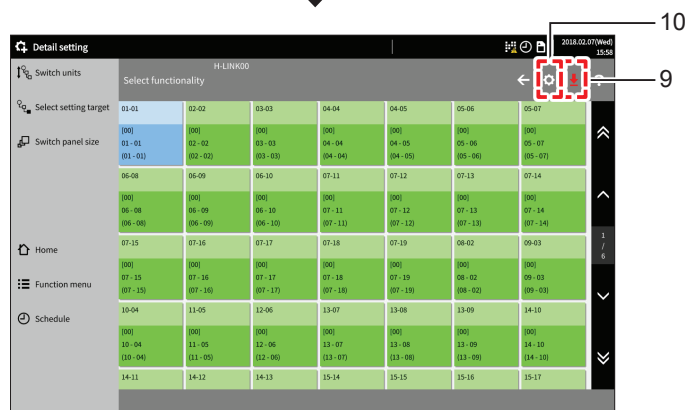 10
Detail setting
2018.02.07(Wed)
15:58
Switch units
H-LINK00
Select functionality
9
Select setting target
Switch panel size
01-01 02-02 03-03 04-04 04-05 05-06 05-07
[00] [00] [00] [00] [00] [00] [00]
01 - 01 02 - 02 03 - 03 04 - 04 04 - 05 05 - 06 05 - 07
(01 - 01) (02 - 02) (03 - 03) (04 - 04) (04 - 05) (05 - 06) (05 - 07)
06-08 06-09 06-10 07-11 07-12 07-13 07-14
[00] [00] [00] [00] [00] [00] [00]
06 - 08 06 - 09 06 - 10 07 - 11 07 - 12 07 - 13 07 - 14
(06 - 08) (06 - 09) (06 - 10) (07 - 11) (07 - 12) (07 - 13) (07 - 14)
1
/
6
Home
Function menu
Schedule
07-15 07-16 07-17 07-18 07-19 08-02 09-03
[00] [00] [00] [00] [00] [00] [00]
07 - 15 07 - 16 07 - 17 07 - 18 07 - 19 08 - 02 09 - 03
(07 - 15) (07 - 16) (07 - 17) (07 - 18) (07 - 19) (08 - 02) (09 - 03)
10-04 11-05 12-06 13-07 13-08 13-09 14-10
[00] [00] [00] [00] [00] [00] [00]
10 - 04 11 - 05 12 - 06 13 - 07 13 - 08 13 - 09 14 - 10
(10 - 04) (11 - 05) (12 - 06) (13 - 07) (13 - 08) (13 - 09) (14 - 10)
14-11 14-12 14-13 15-14 15-15 15-16 15-17